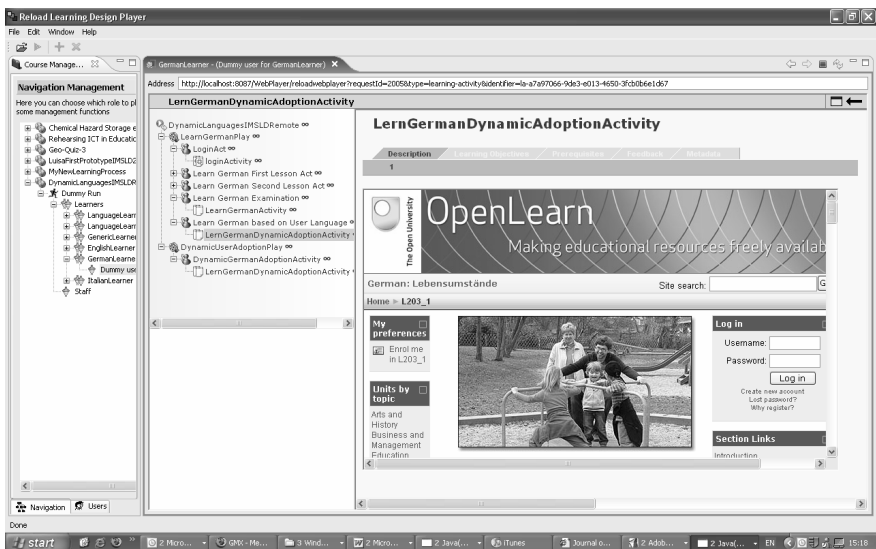 Reload Learning Design Player
File Edit Window Help
Course Manage...
Navigation Management
Here you can choose which role to pl
some management functions
Chemical Hazard Storage e
Rehearsing ICT in Educatic
Geo-Quiz-3
LuisaFirstPrototypeIMSLD2
MyNewLearningProcess
DynamicLanguagesIMSLDR
Dummy Run
Learners
LanguageLearn
LanguageLearn
GenericLearner
EnglishLearner
GermanLearne
Dummy use
ItalianLearner
Staff
Navigation
Users
GermanLearner - (Dummy user for GermanLearner)
Address http://localhost:8087/WebPlayer/reloadwebplayer?requestId=2005&type=learning-activity&identifier=la-a7a97066-9de3-e013-4650-3fcb0b6e1d67
LernGermanDynamicAdoptionActivity
DynamicLanguagesIMSLDRemote
LearnGermanPlay
LoginAct
loginActivity
Learn German First Lesson Act
Learn German Second Lesson Act
Learn German Examination
LearnGermanActivity
Learn German based on User Language
LernGermanDynamicAdoptionActivity
DynamicUserAdoptionPlay
DynamicGermanAdoptionActivity
LernGermanDynamicAdoptionActivity
LernGermanDynamicAdoptionActivity
Description Learning Objectives Prerequisites Feedback Metadata
1
The Open University
OpenLearn
Making educational resources freely availab
German: Lebensumstände
Site search:
G
Home ► L203_1
My preferences
Enrol me
in L203_1
Units by
topic
Arts and
History
Business and
Management
Education
Log in
Username:
Password:
Log in
Create new account
Lost password?
Why register?
Section Links
Introduction
Done
start
2 Micro...
GMX - Me...
3 Wind...
2 Micro...
2 Java(...
iTunes
Journal o...
2 Adob...
2 Java(...
EN
15:18